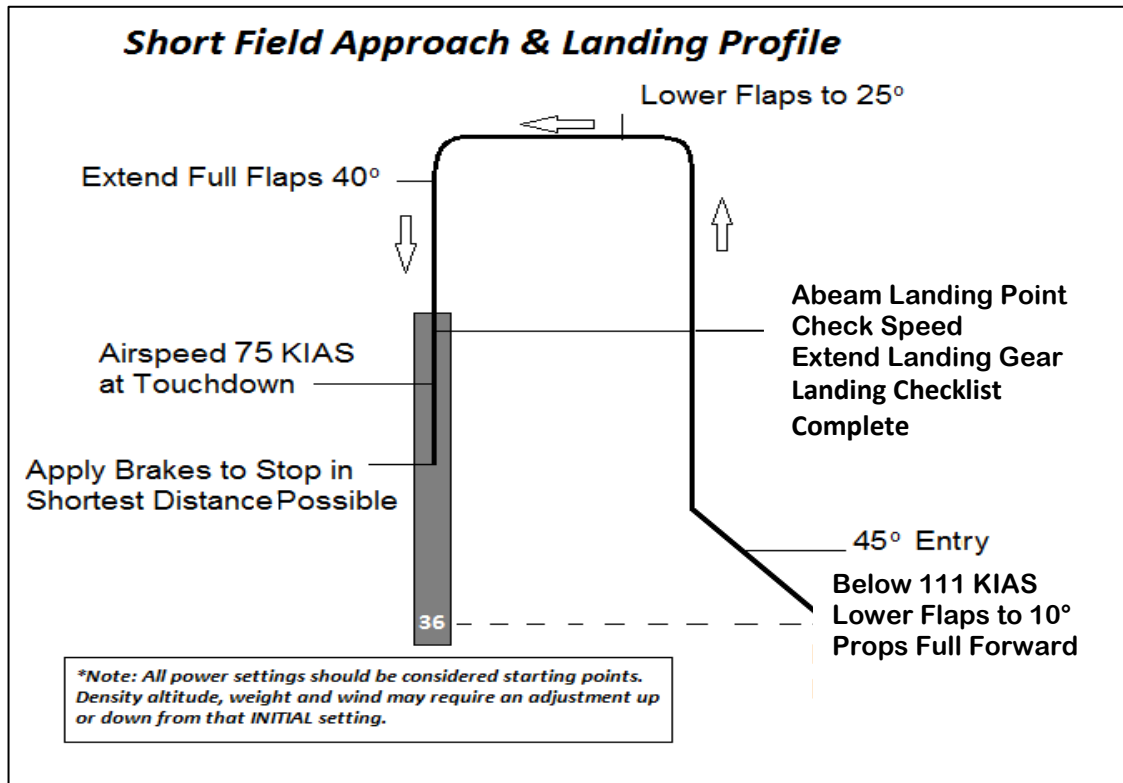 Short Field Approach & Landing Profile
Lower Flaps to 25°
Extend Full Flaps 40°
Abeam Landing Point
Check Speed
Extend Landing Gear
Landing Checklist
Complete
Airspeed 75 KIAS
at Touchdown
Apply Brakes to Stop in
Shortest Distance Possible
45° Entry
Below 111 KIAS
Lower Flaps to 10°
Props Full Forward
36
*Note: All power settings should be considered starting points.
Density altitude, weight and wind may require an adjustment up
or down from that INITIAL setting.